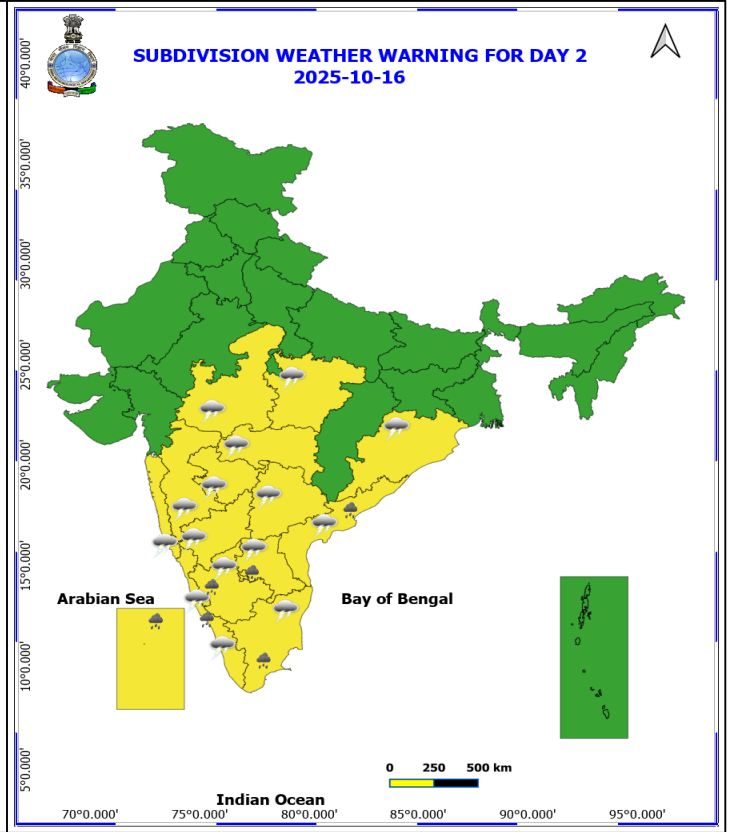 SUBDIVISION WEATHER WARNING FOR DAY 2
2025-10-16
40°0.000'
35°0.000'
30°0.000'
25°0.000'
20°0.000'
15°0.000'
10°0.000'
5°0.000'
Arabian Sea
Bay of Bengal
0 250 500 km
Indian Ocean
70°0.000' 75°0.000' 80°0.000' 85°0.000' 90°0.000' 95°0.000'